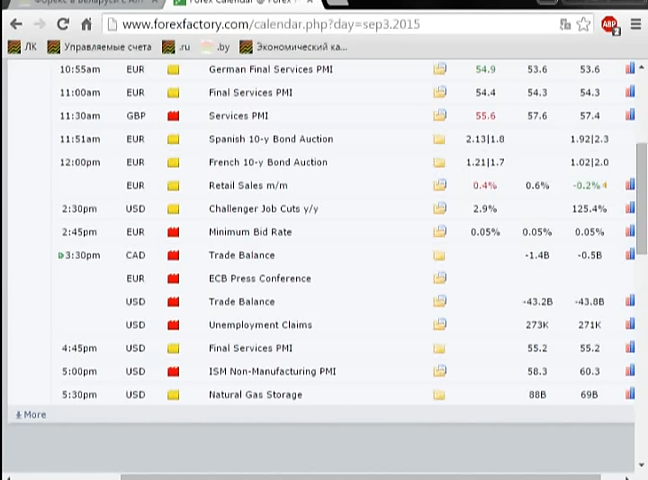 www.forexfactory.com/calendar.php?day=sep3.2015
ЛК Управляемые счета .ru .by Экономический ка...
10:55am EUR German Final Services PMI 54.9 53.6 53.6
11:00am EUR Final Services PMI 54.4 54.3 54.3
11:30am GBP Services PMI 55.6 57.6 57.4
11:51am EUR Spanish 10-y Bond Auction 2.13|1.8 1.92|2.3
12:00pm EUR French 10-y Bond Auction 1.21|1.7 1.02|2.0
EUR Retail Sales m/m 0.4% 0.6% -0.2%
2:30pm USD Challenger Job Cuts y/y 2.9% 125.4%
2:45pm EUR Minimum Bid Rate 0.05% 0.05% 0.05%
3:30pm CAD Trade Balance -1.4B -0.5B
EUR ECB Press Conference
USD Trade Balance -43.2B -43.8B
USD Unemployment Claims 273K 271K
4:45pm USD Final Services PMI 55.2 55.2
5:00pm USD ISM Non-Manufacturing PMI 58.3 60.3
5:30pm USD Natural Gas Storage 88B 69B
More